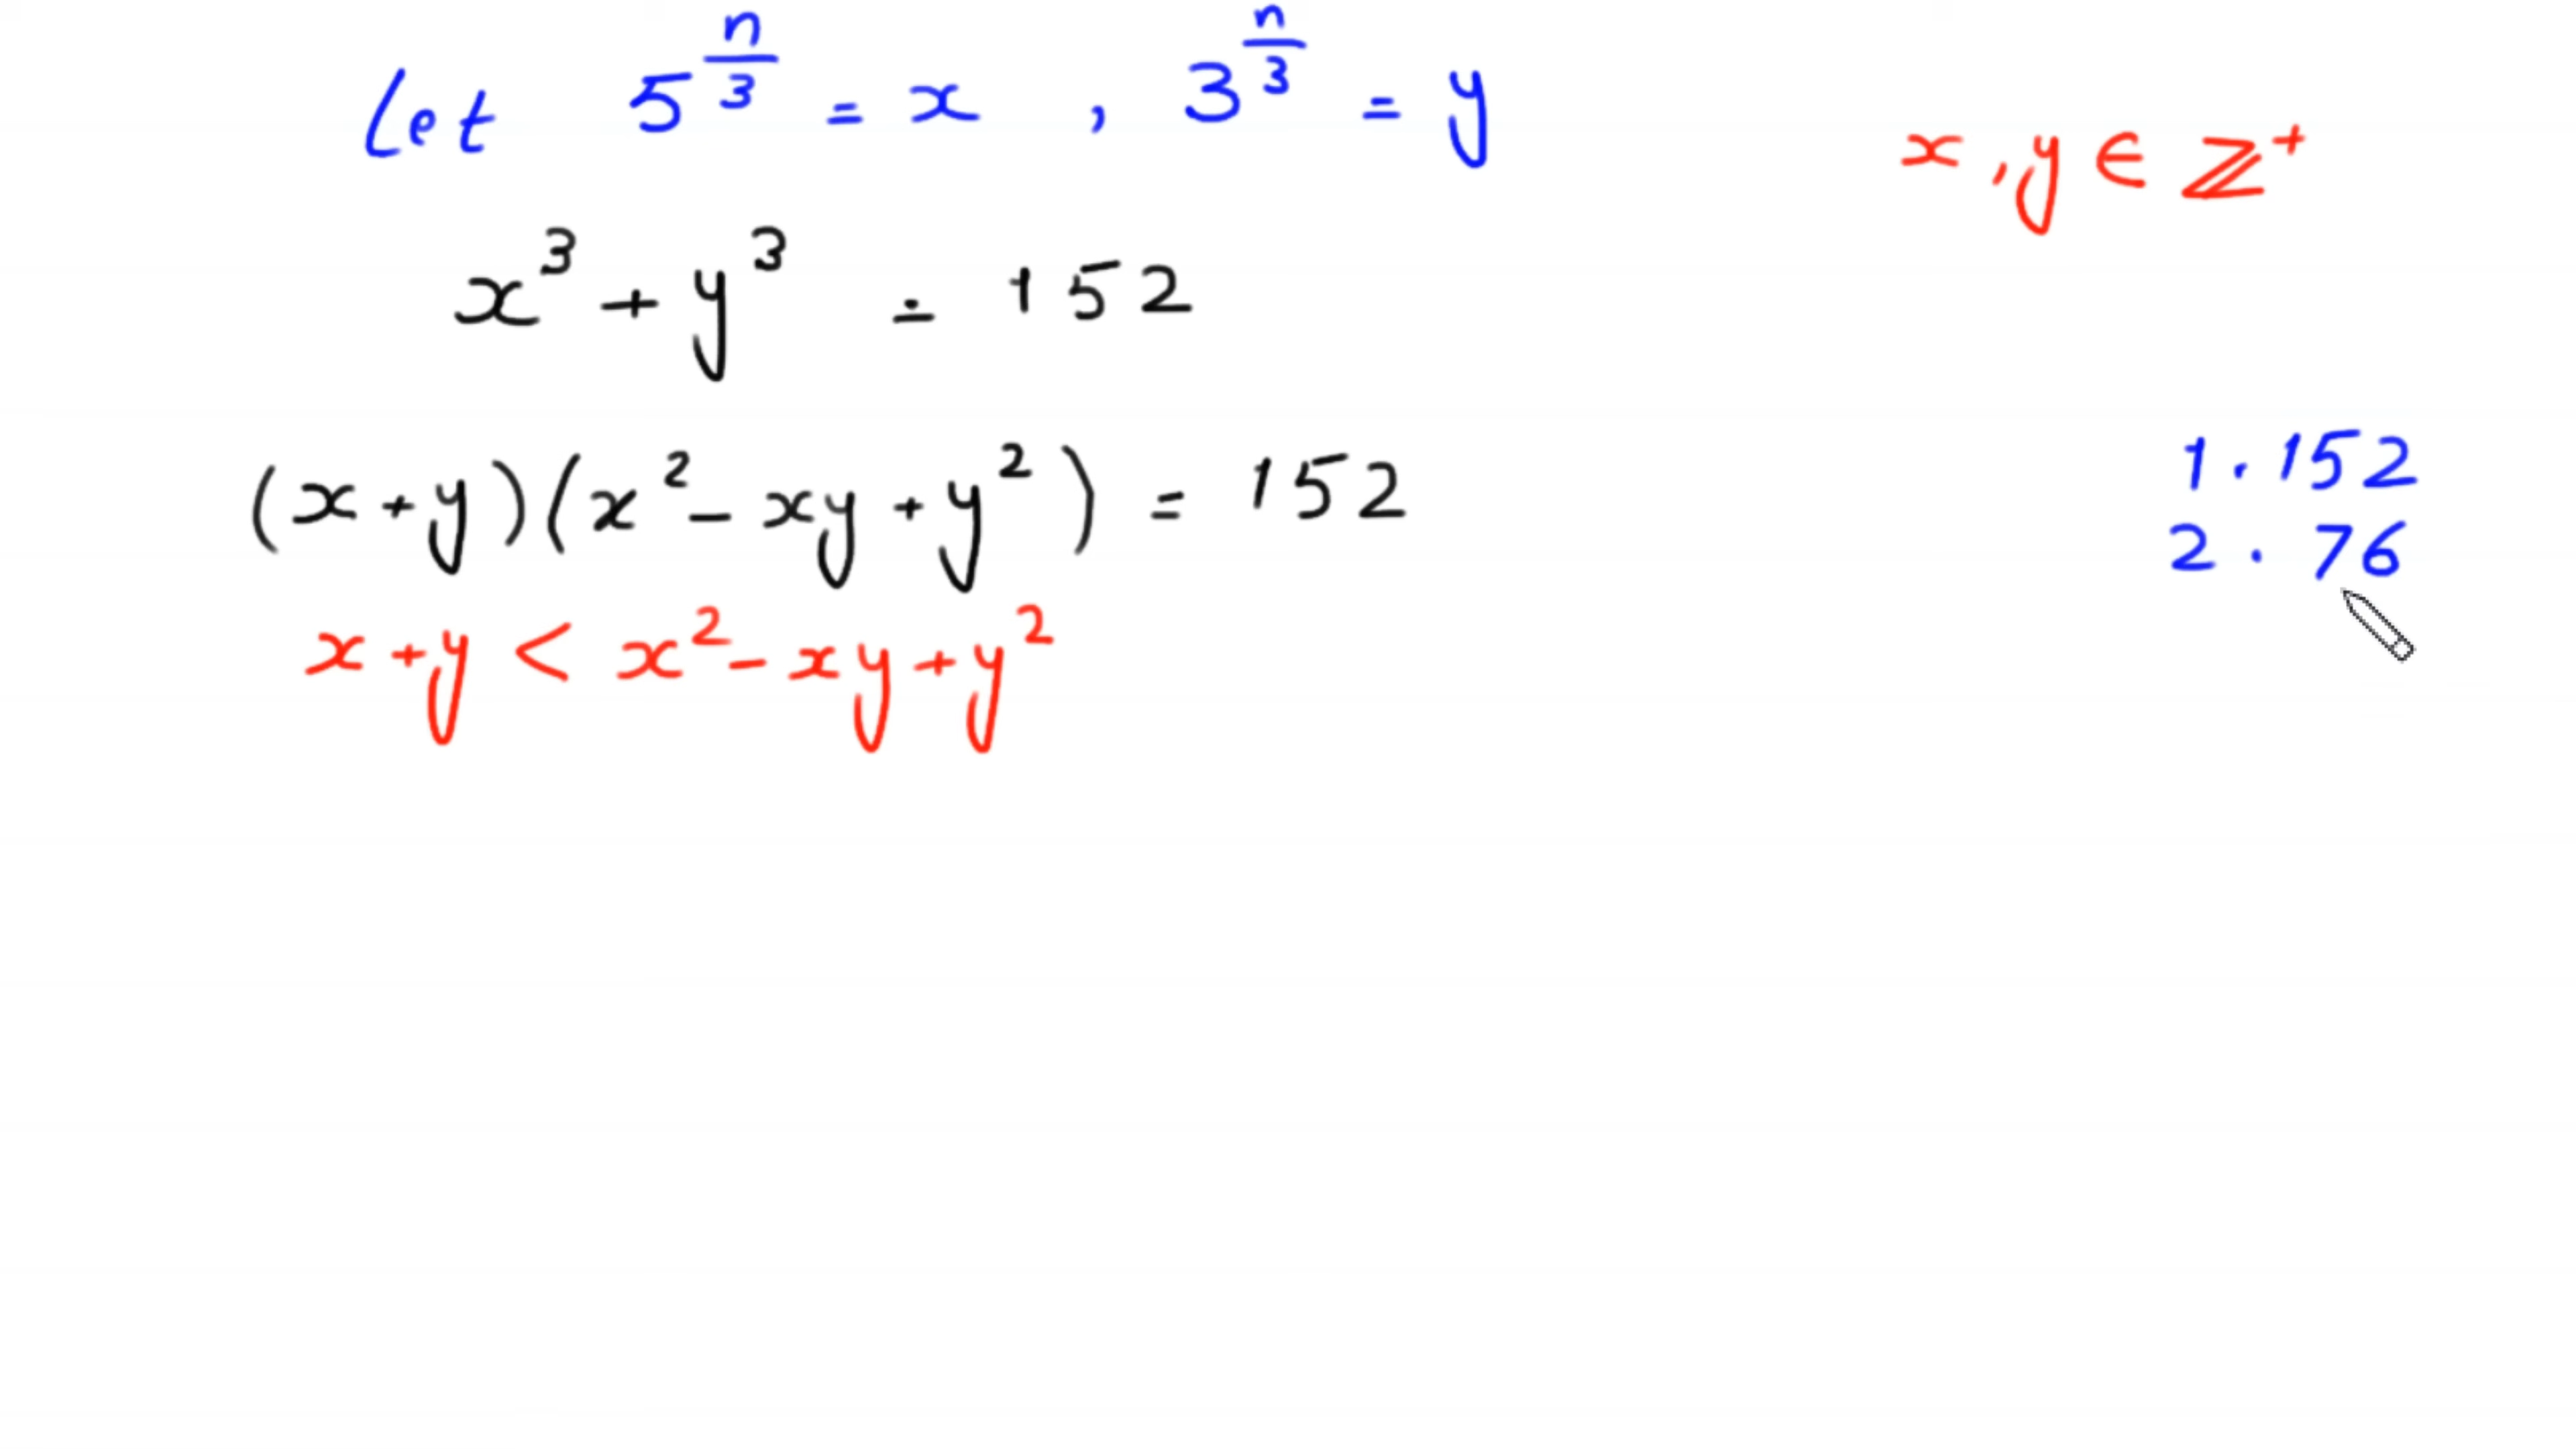 Let 5^(n/3) = x , 3^(n/3) = y
x , y ∈ ℤ⁺
x³ + y³ = 152
(x + y)(x² - xy + y²) = 152
1 · 152
2 · 76
x + y < x² - xy + y²